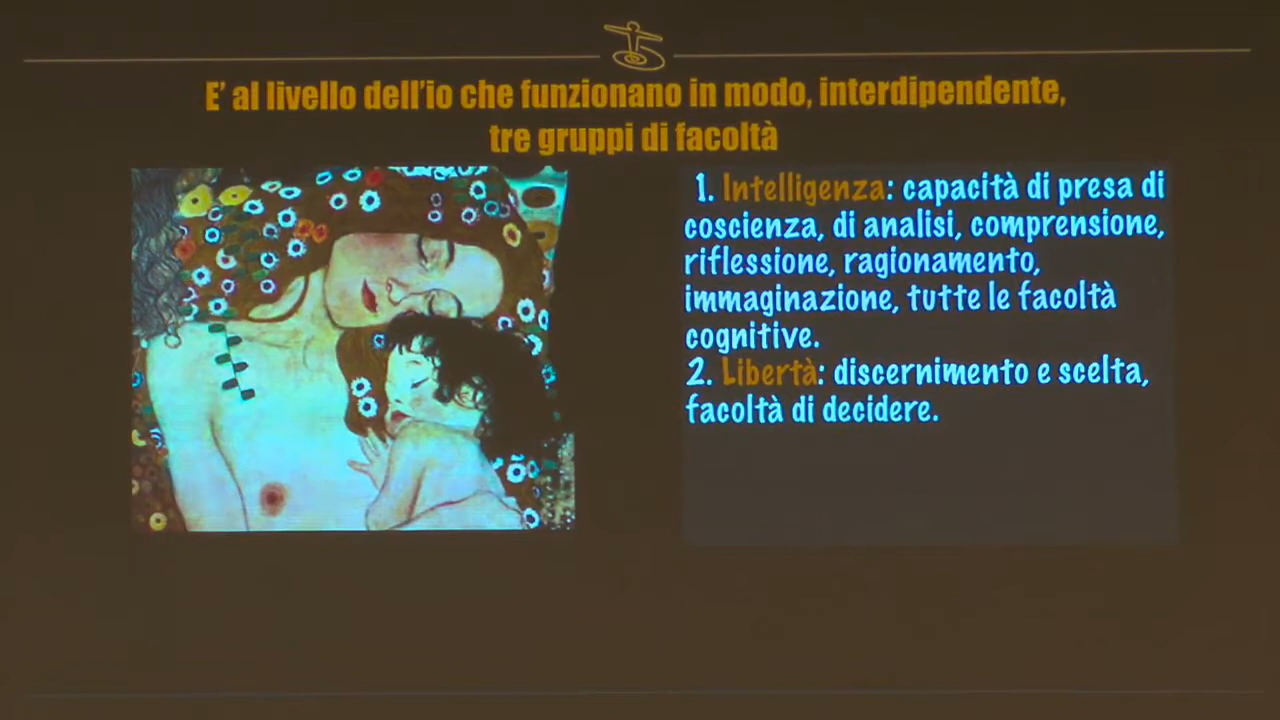 E' al livello dell'io che funzionano in modo, interdipendente,
tre gruppi di facoltà
1. Intelligenza: capacità di presa di
coscienza, di analisi, comprensione,
riflessione, ragionamento,
immaginazione, tutte le facoltà
cognitive.
2. Libertà: discernimento e scelta,
facoltà di decidere.